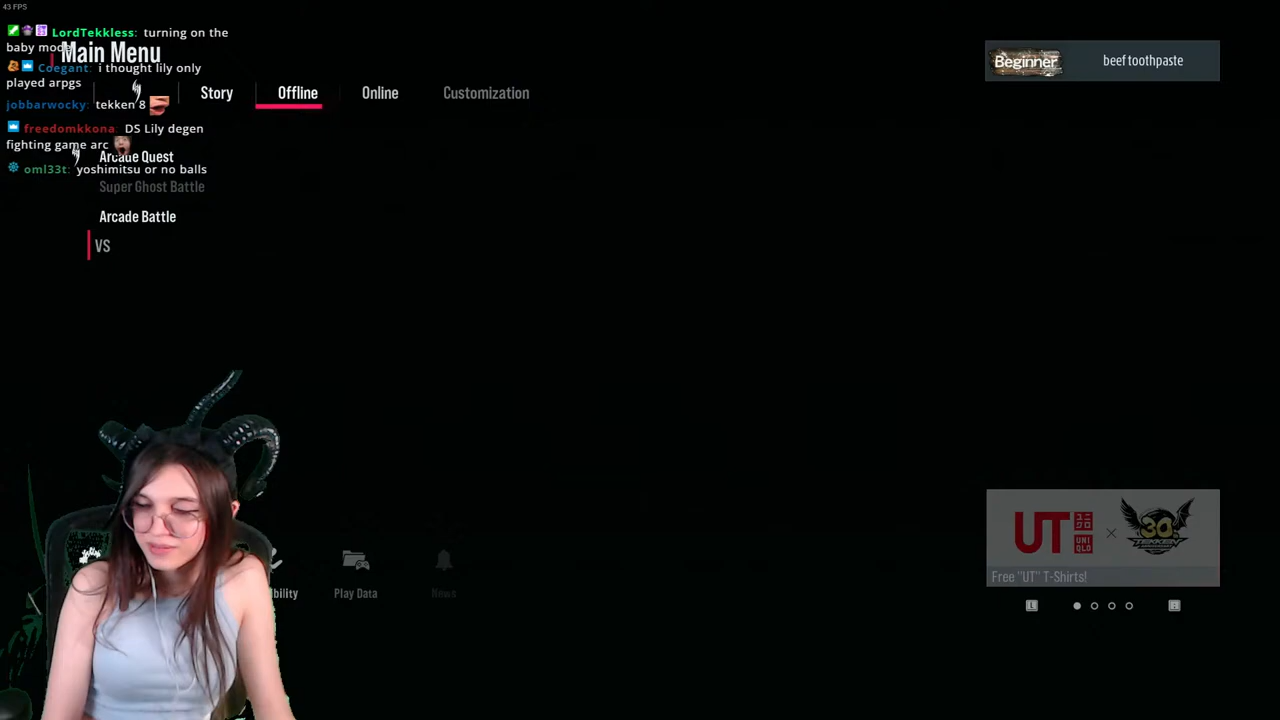 43 FPS
LordTekkless: turning on the
baby mode
Main Menu
Coegant: i thought lily only
played arpgs
Story
Offline
Online
Customization
jobbarwocky: tekken 8
freedomkkona: DS Lily degen
fighting game arc
Arcade Quest
oml33t: yoshimitsu or no balls
Super Ghost Battle
Arcade Battle
VS
Beginner
beef toothpaste
bility
Play Data
News
UT
UNI
QLO
×
30
TEKKEN
Free "UT" T-Shirts!
L